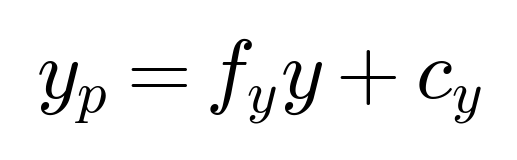 y_p = f_y y + c_y